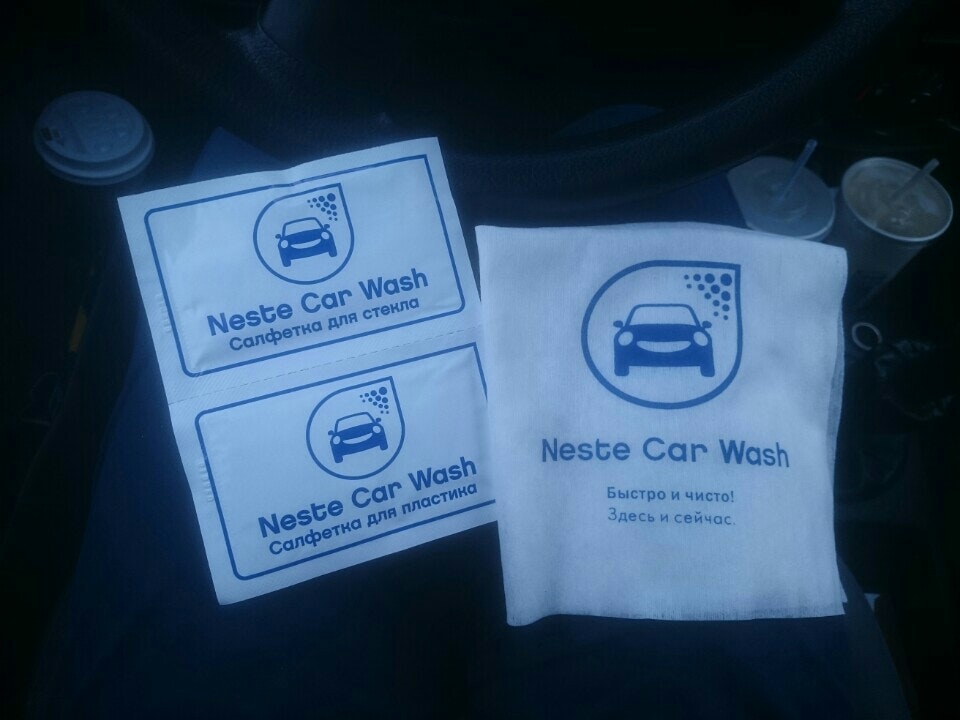 Neste Car Wash
Салфетка для стекла
Neste Car Wash
Салфетка для пластика
Neste Car Wash
Быстро и чисто!
Здесь и сейчас.